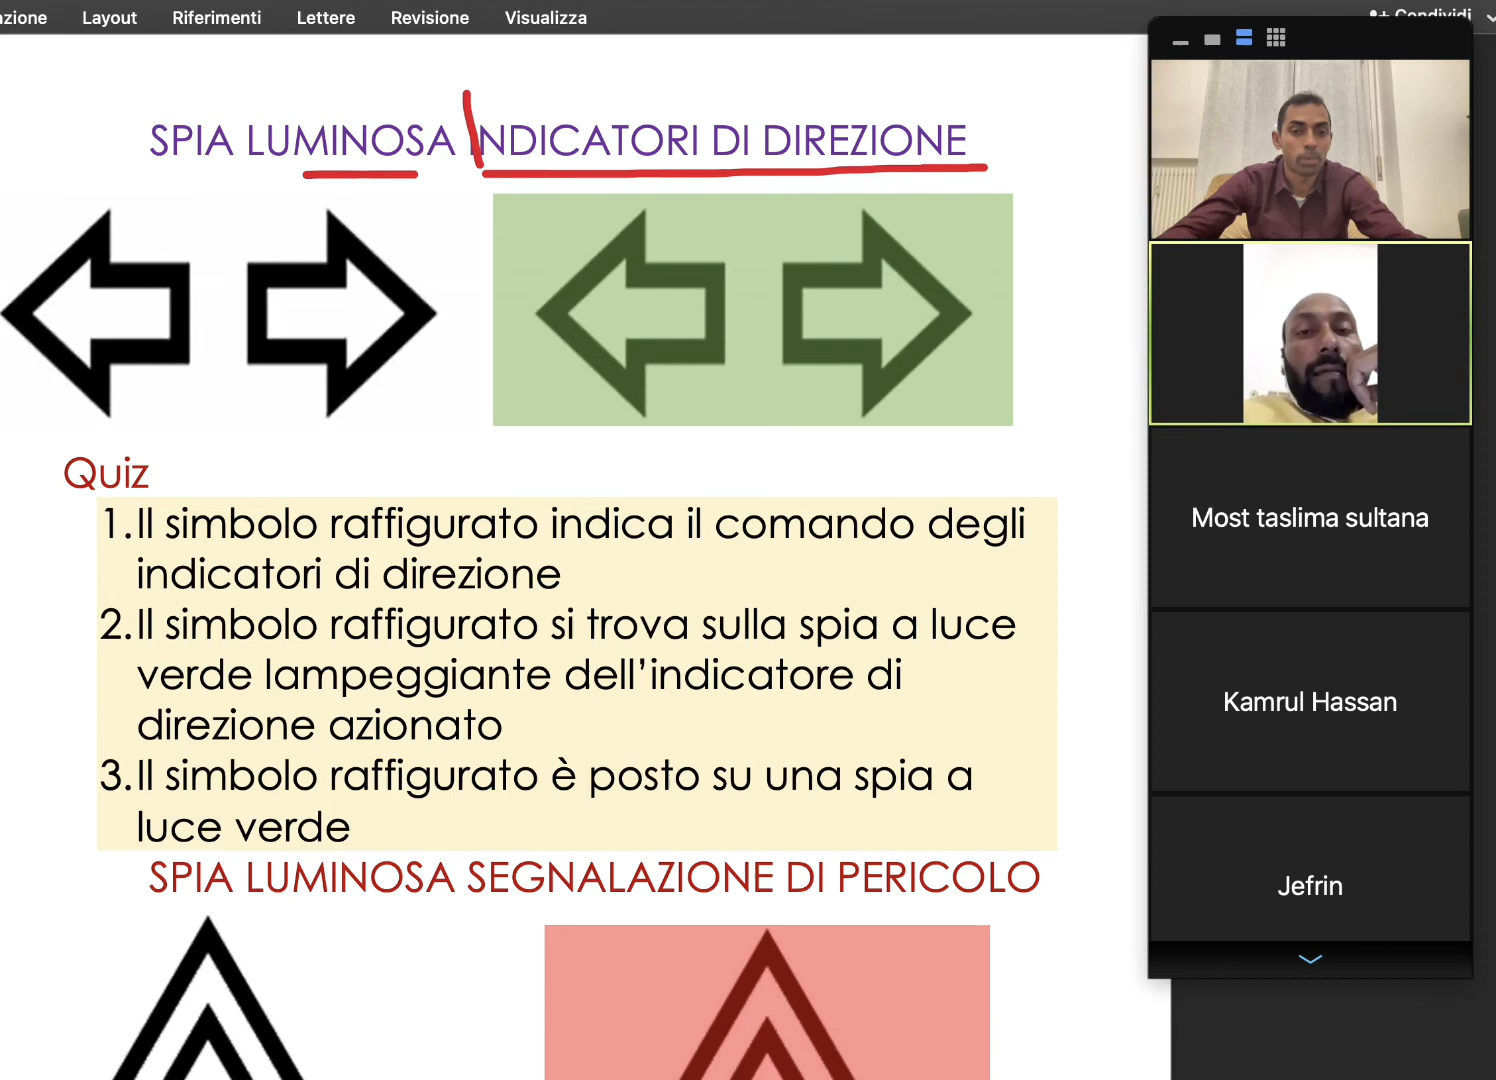 Layout Riferimenti Lettere Revisione Visualizza
SPIA LUMINOSA INDICATORI DI DIREZIONE
Quiz
1. Il simbolo raffigurato indica il comando degli
indicatori di direzione
2. Il simbolo raffigurato si trova sulla spia a luce
verde lampeggiante dell'indicatore di
direzione azionato
3. Il simbolo raffigurato è posto su una spia a
luce verde
SPIA LUMINOSA SEGNALAZIONE DI PERICOLO
Condividi
Most taslima sultana
Kamrul Hassan
Jefrin